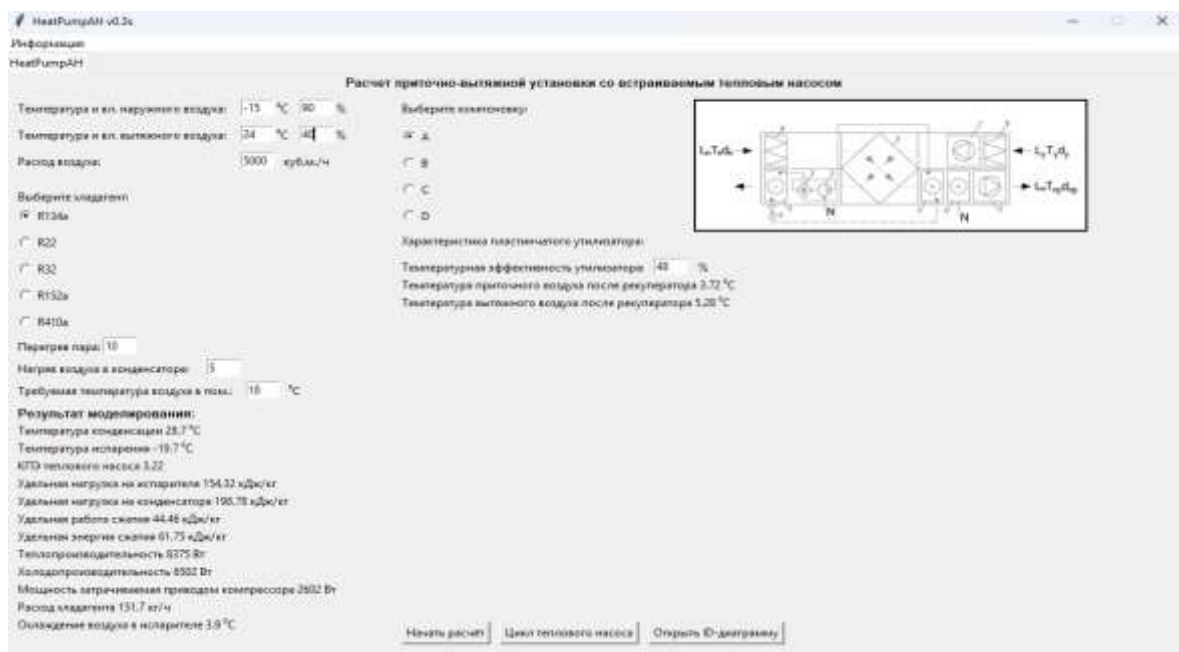 HeatPumpAH v0.3c
Информация
HeatPumpAH
Расчет приточно-вытяжной установки со встраиваемым тепловым насосом
Температура и вл. наружного воздуха: -15 °C 90 %
Температура и вл. вытяжного воздуха: 24 °C 40 %
Расход воздуха: 5000 куб.м./ч
Выберите хладагент:
R134a
R22
R32
R152a
R410a
Перегрев пара: 10
Нагрев воздуха в конденсаторе: 5
Требуемая температура воздуха в пом.: 18 °C
Результат моделирования:
Температура конденсации 28.7 °C
Температура испарения -19.7 °C
КПЭ теплового насоса 3.22
Удельная нагрузка на испарителе 154.32 кДж/кг
Удельная нагрузка на конденсаторе 198.78 кДж/кг
Удельная работа сжатия 44.46 кДж/кг
Удельная энергия сжатия 61.75 кДж/кг
Теплопроизводительность 8375 Вт
Холодопроизводительность 6502 Вт
Мощность затрачиваемая приводом компрессора 2602 Вт
Расход хладагента 151.7 кг/ч
Охлаждение воздуха в испарителе 3.9 °C
Выберите компоновку:
A
B
C
D
Характеристика пластинчатого утилизатора:
Температурная эффективность утилизатора: 48 %
Температура приточного воздуха после рекуператора 3.72 °C
Температура вытяжного воздуха после рекуператора 5.28 °C
N
N
Начать расчёт
Цикл теплового насоса
Открыть ID-диаграмму